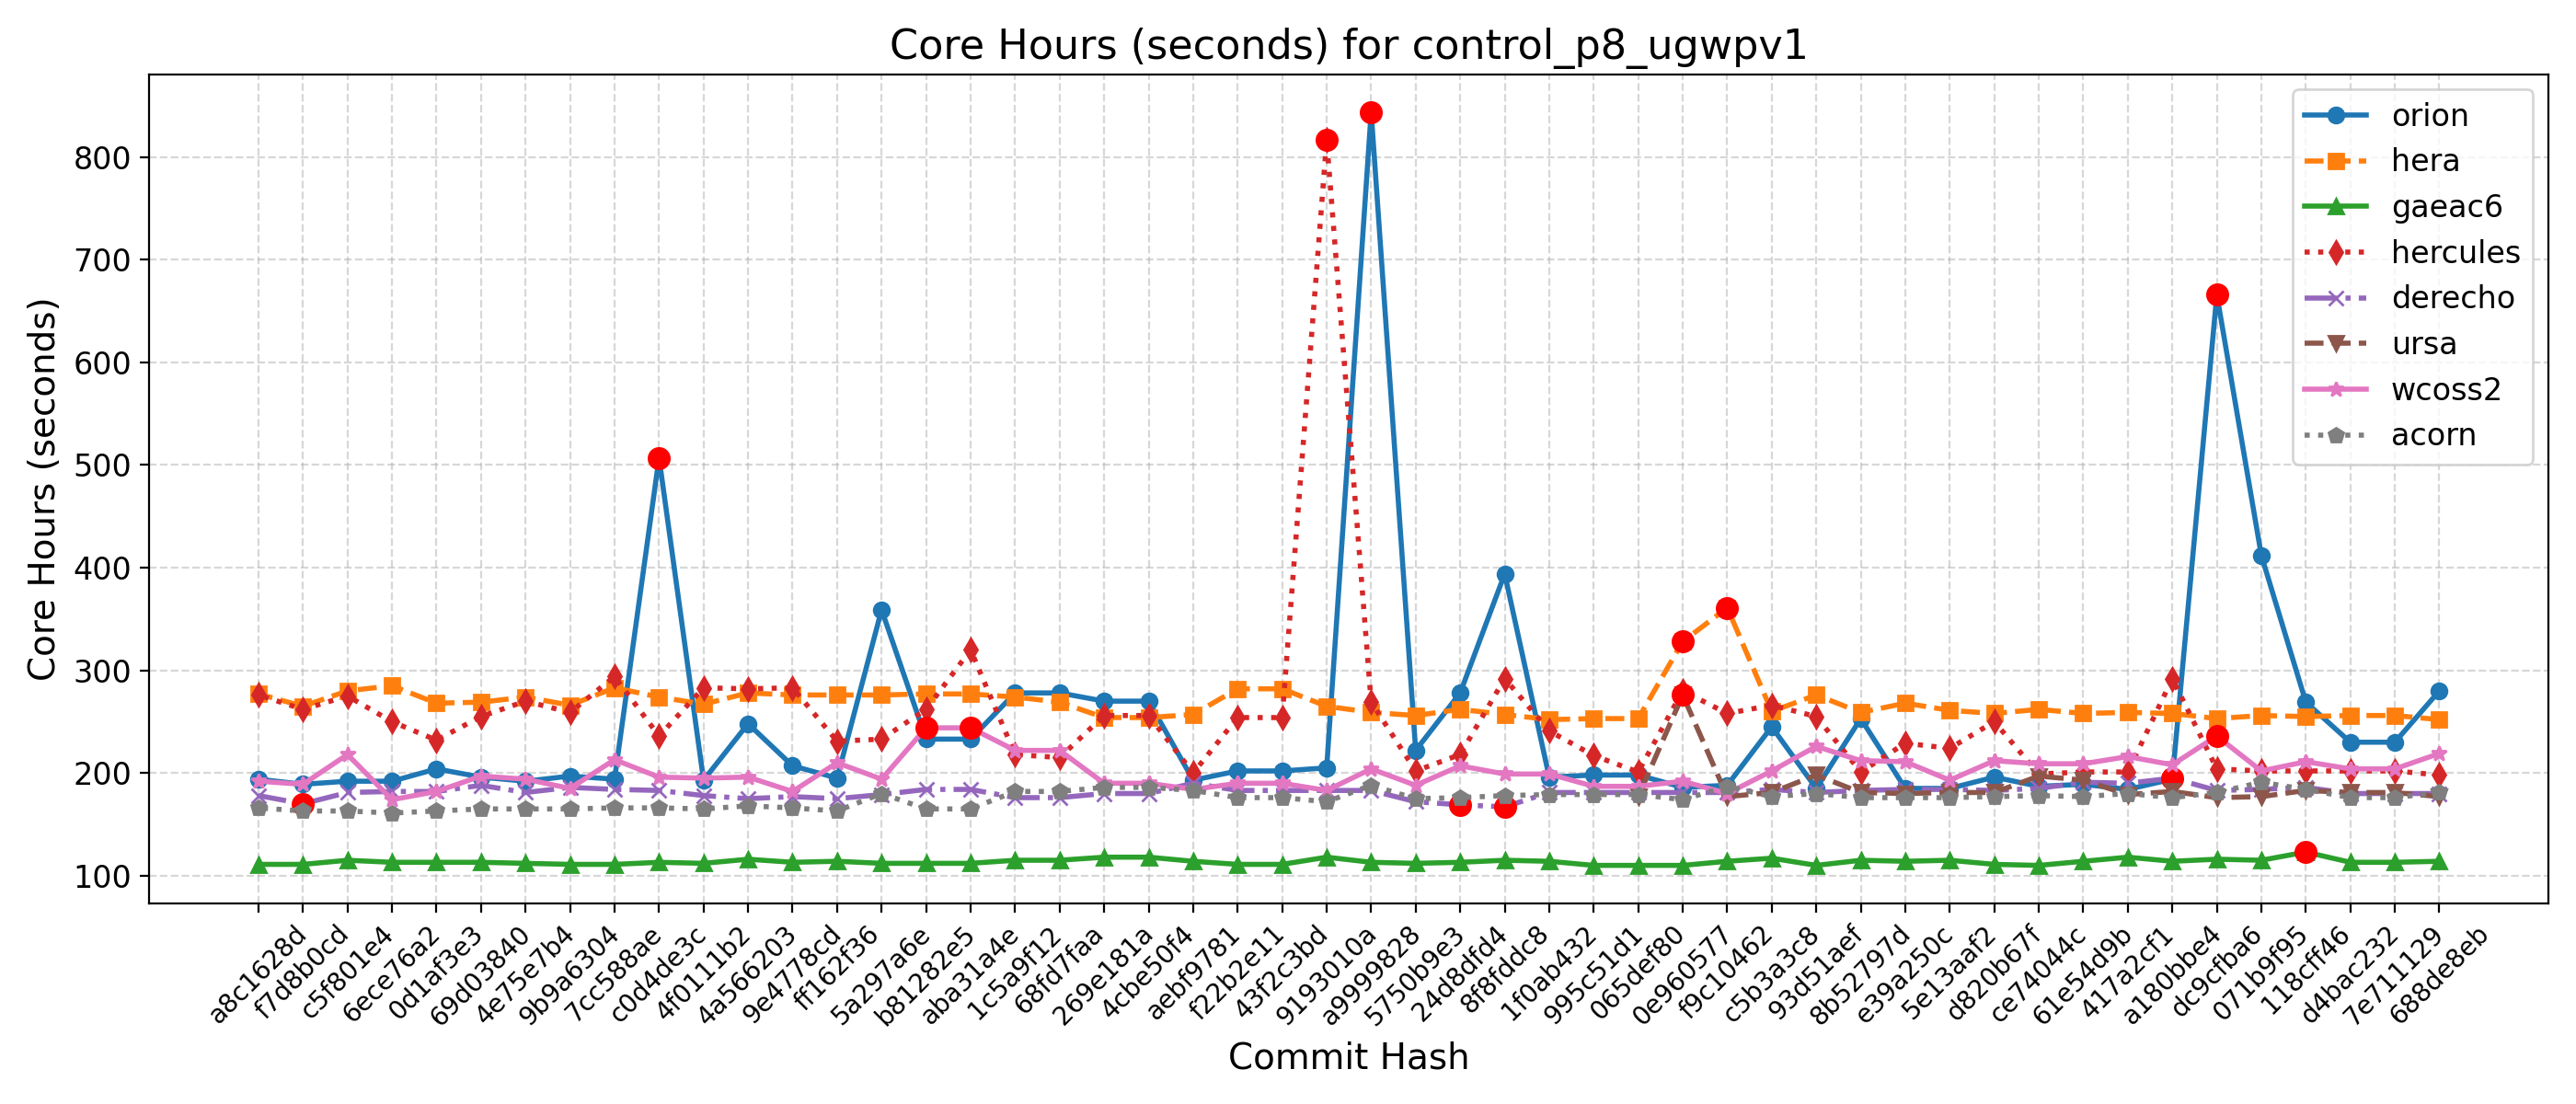 Core Hours (seconds) for control_p8_ugwpv1
Core Hours (seconds)
800
700
600
500
400
300
200
100
orion
hera
gaeac6
hercules
derecho
ursa
wcoss2
acorn
a8c1628d
f7d8b0cd
c5f801e4
6ece76a2
0d1af3e3
69d03840
4e75e7b4
9b9a6304
7cc588ae
c0d4de3c
4f0111b2
4a566203
9e4778cd
ff162f36
5a297a6e
b81282e5
aba31a4e
1c5a9f12
68fd7faa
269e181a
4cbe50f4
aebf9781
f22b2e11
43f2c3bd
9193010a
a9999828
5750b9e3
24d8dfd4
8f8fddc8
1f0ab432
995c51d1
065def80
0e960577
f9c10462
c5b3a3c8
93d51aef
8b52797d
e39a250c
5e13aaf2
d820b67f
ce74044c
61e54d9b
417a2cf1
a180bbe4
dc9cfba6
071b9f95
118cff46
d4bac232
7e711129
688de8eb
Commit Hash